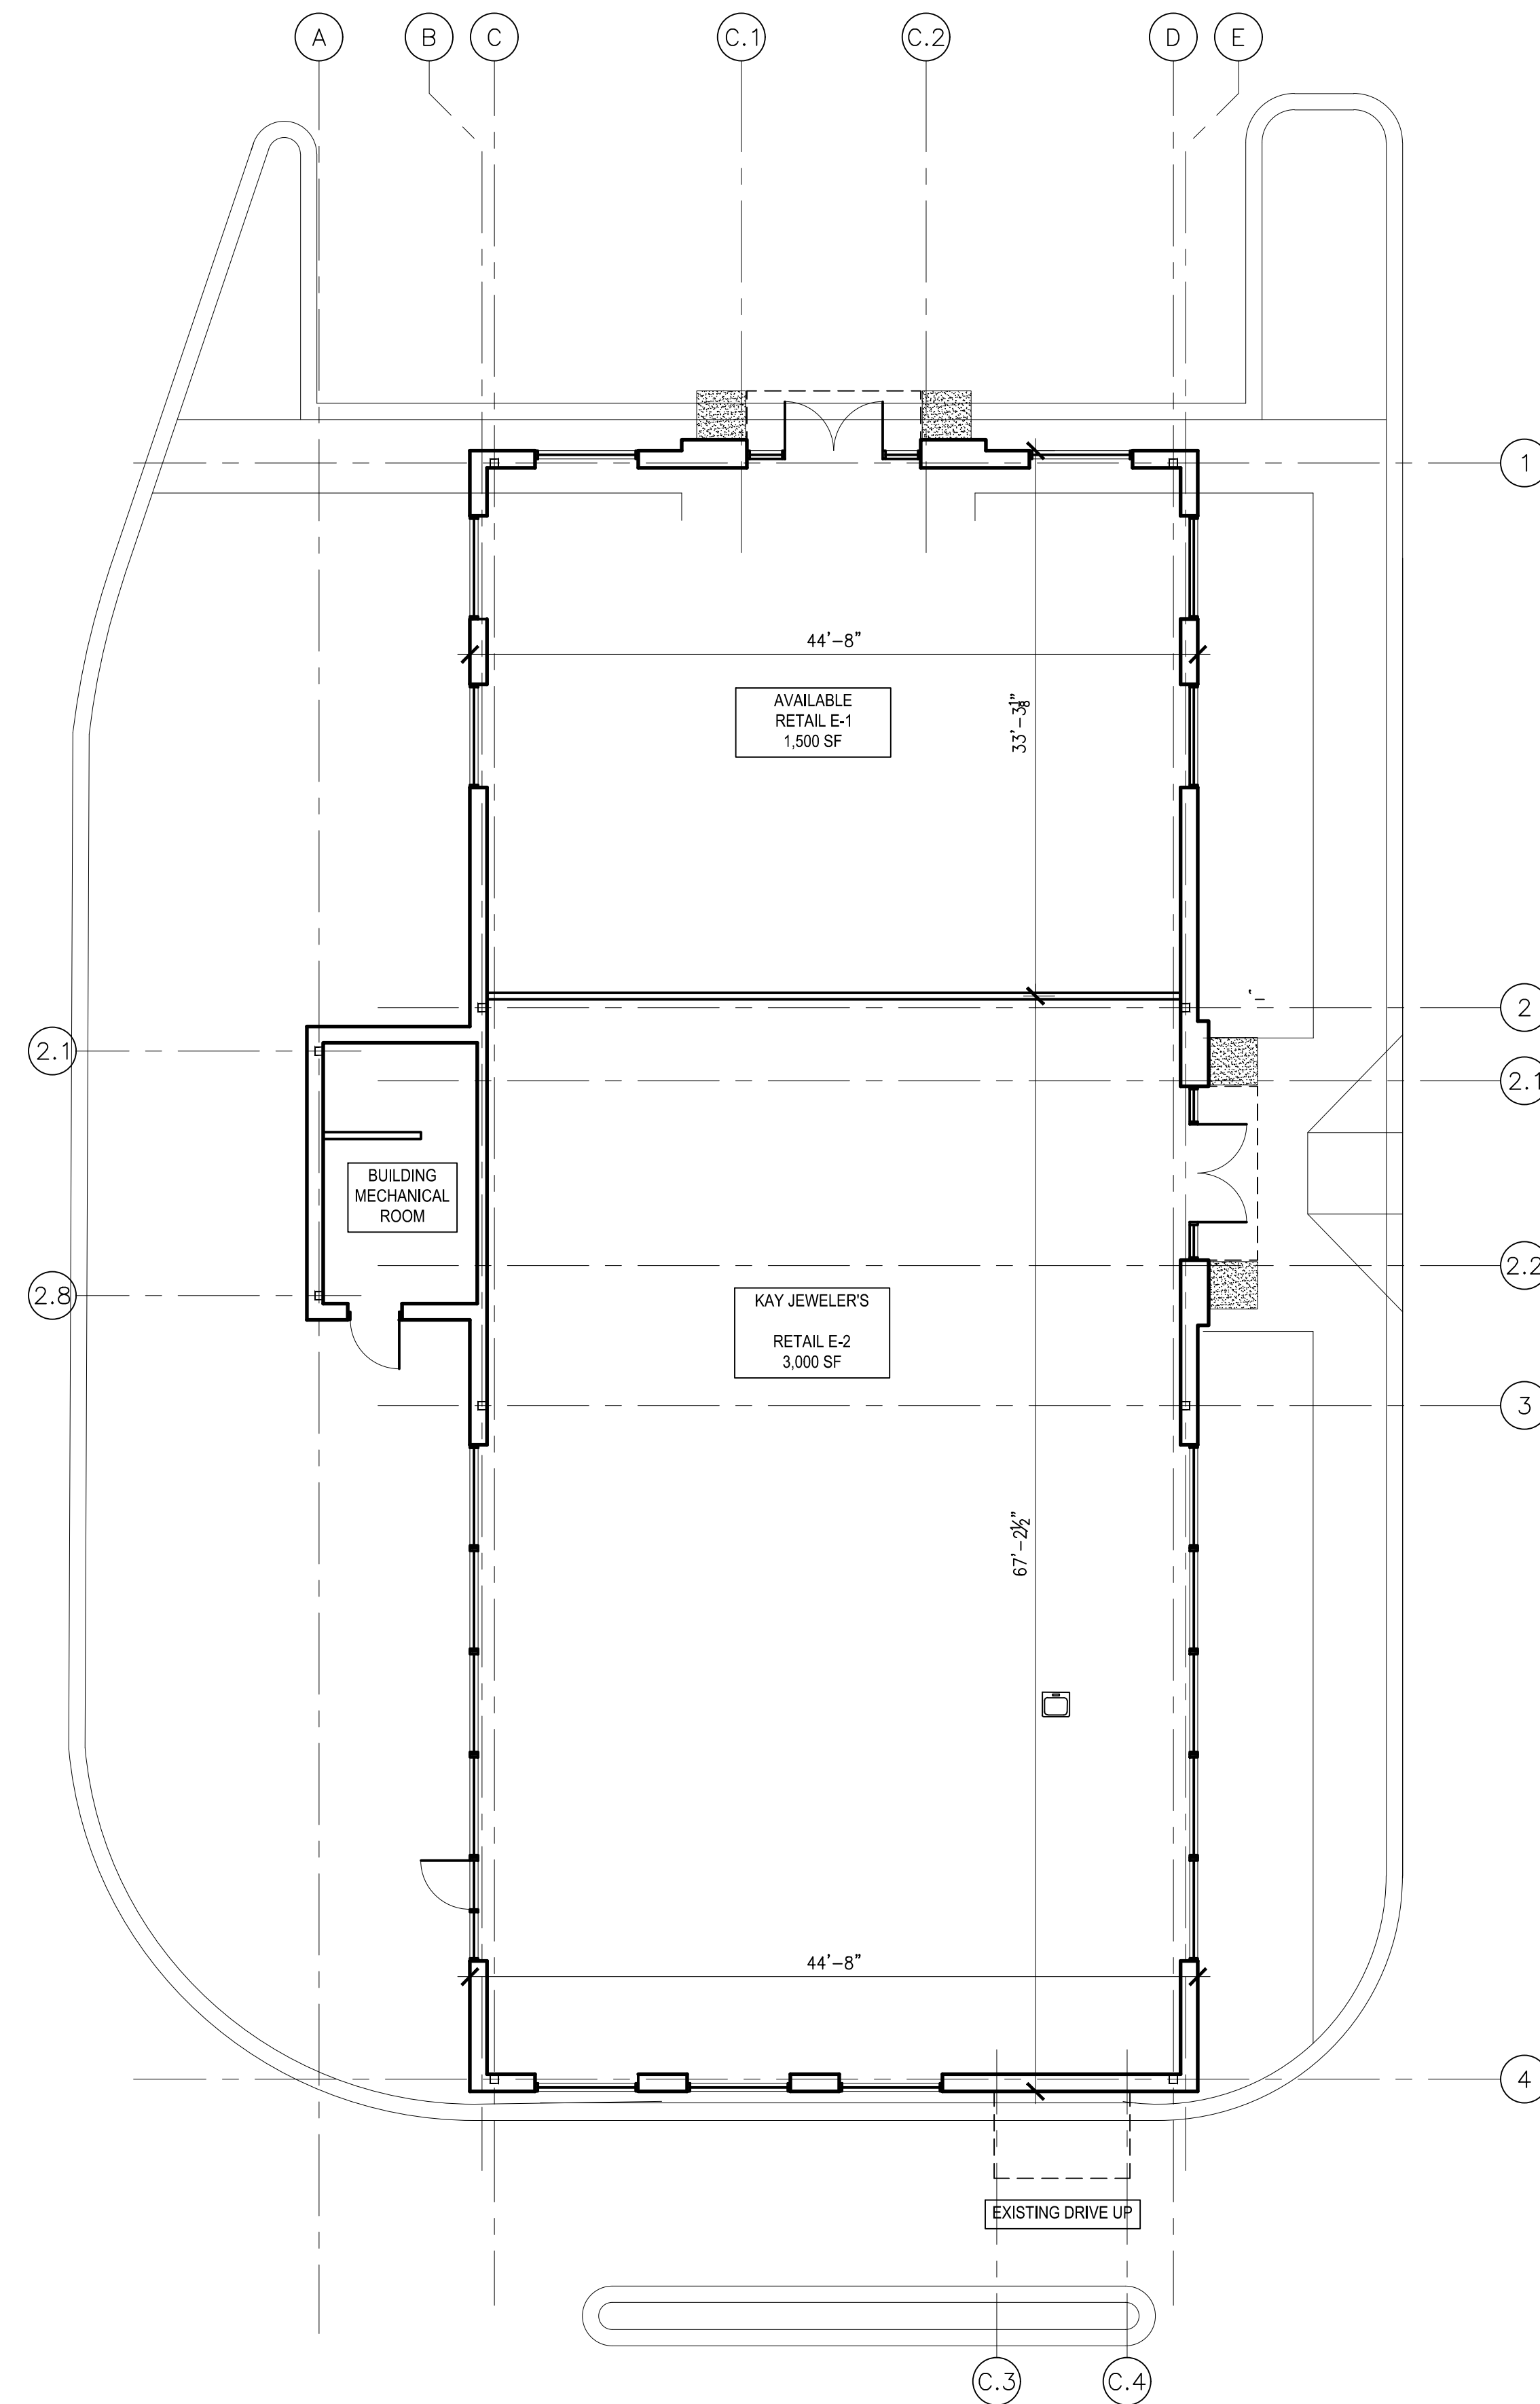 A B C C.1 C.2 D E
1
44'-8"
AVAILABLE
RETAIL E-1
1,500 SF
33'-3⅛"
2
2.1
2.1
BUILDING
MECHANICAL
ROOM
2.2
2.8
KAY JEWELER'S
RETAIL E-2
3,000 SF
3
67'-2½"
44'-8"
4
EXISTING DRIVE UP
C.3 C.4